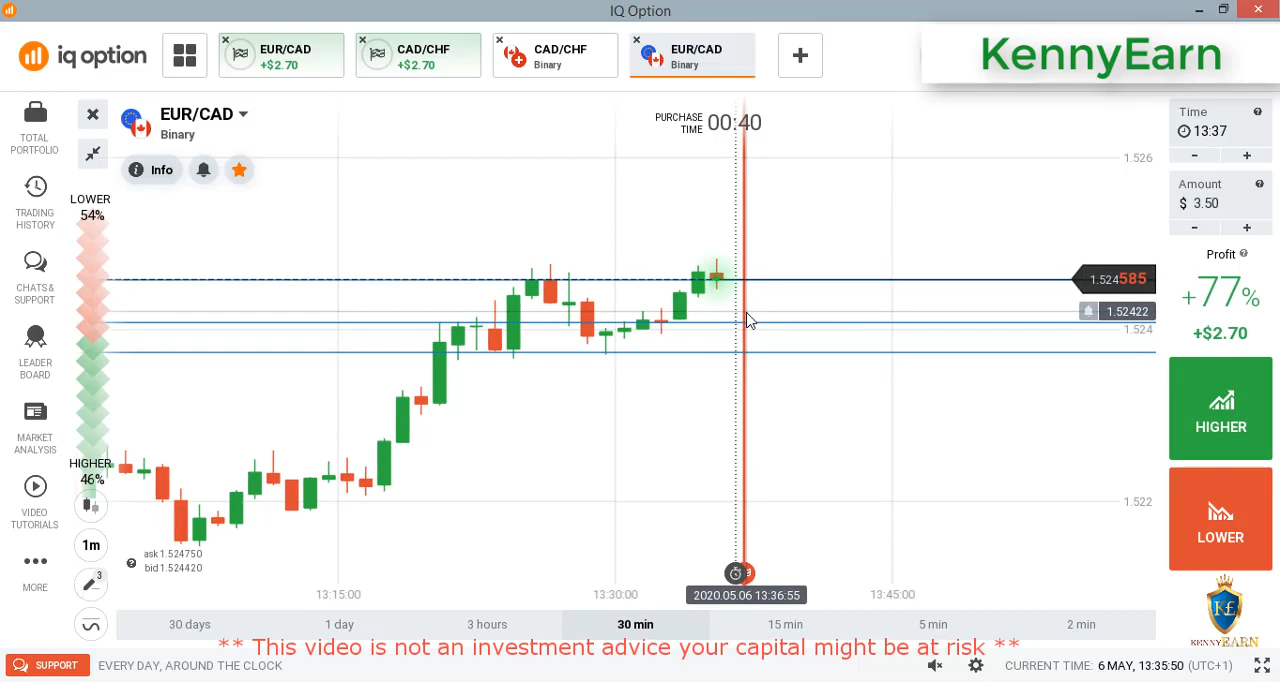 IQ Option
iq option
EUR/CAD
+$2.70
CAD/CHF
+$2.70
CAD/CHF
Binary
EUR/CAD
Binary
KennyEarn
TOTAL
PORTFOLIO
TRADING
HISTORY
CHATS &
SUPPORT
LEADER
BOARD
MARKET
ANALYSIS
VIDEO
TUTORIALS
MORE
EUR/CAD
Binary
Info
LOWER
54%
HIGHER
46%
1m
3
PURCHASE
TIME
00:40
1.526
1.524585
1.52422
1.524
1.522
ask 1.524750
bid 1.524420
13:15:00
13:30:00
2020.05.06 13:36:55
13:45:00
30 days
1 day
3 hours
30 min
15 min
5 min
2 min
Time
13:37
-
+
Amount
$ 3.50
-
+
Profit
+77%
+$2.70
HIGHER
LOWER
KENNYEARN
** This video is not an investment advice your capital might be at risk **
SUPPORT
EVERY DAY, AROUND THE CLOCK
CURRENT TIME: 6 MAY, 13:35:50 (UTC+1)